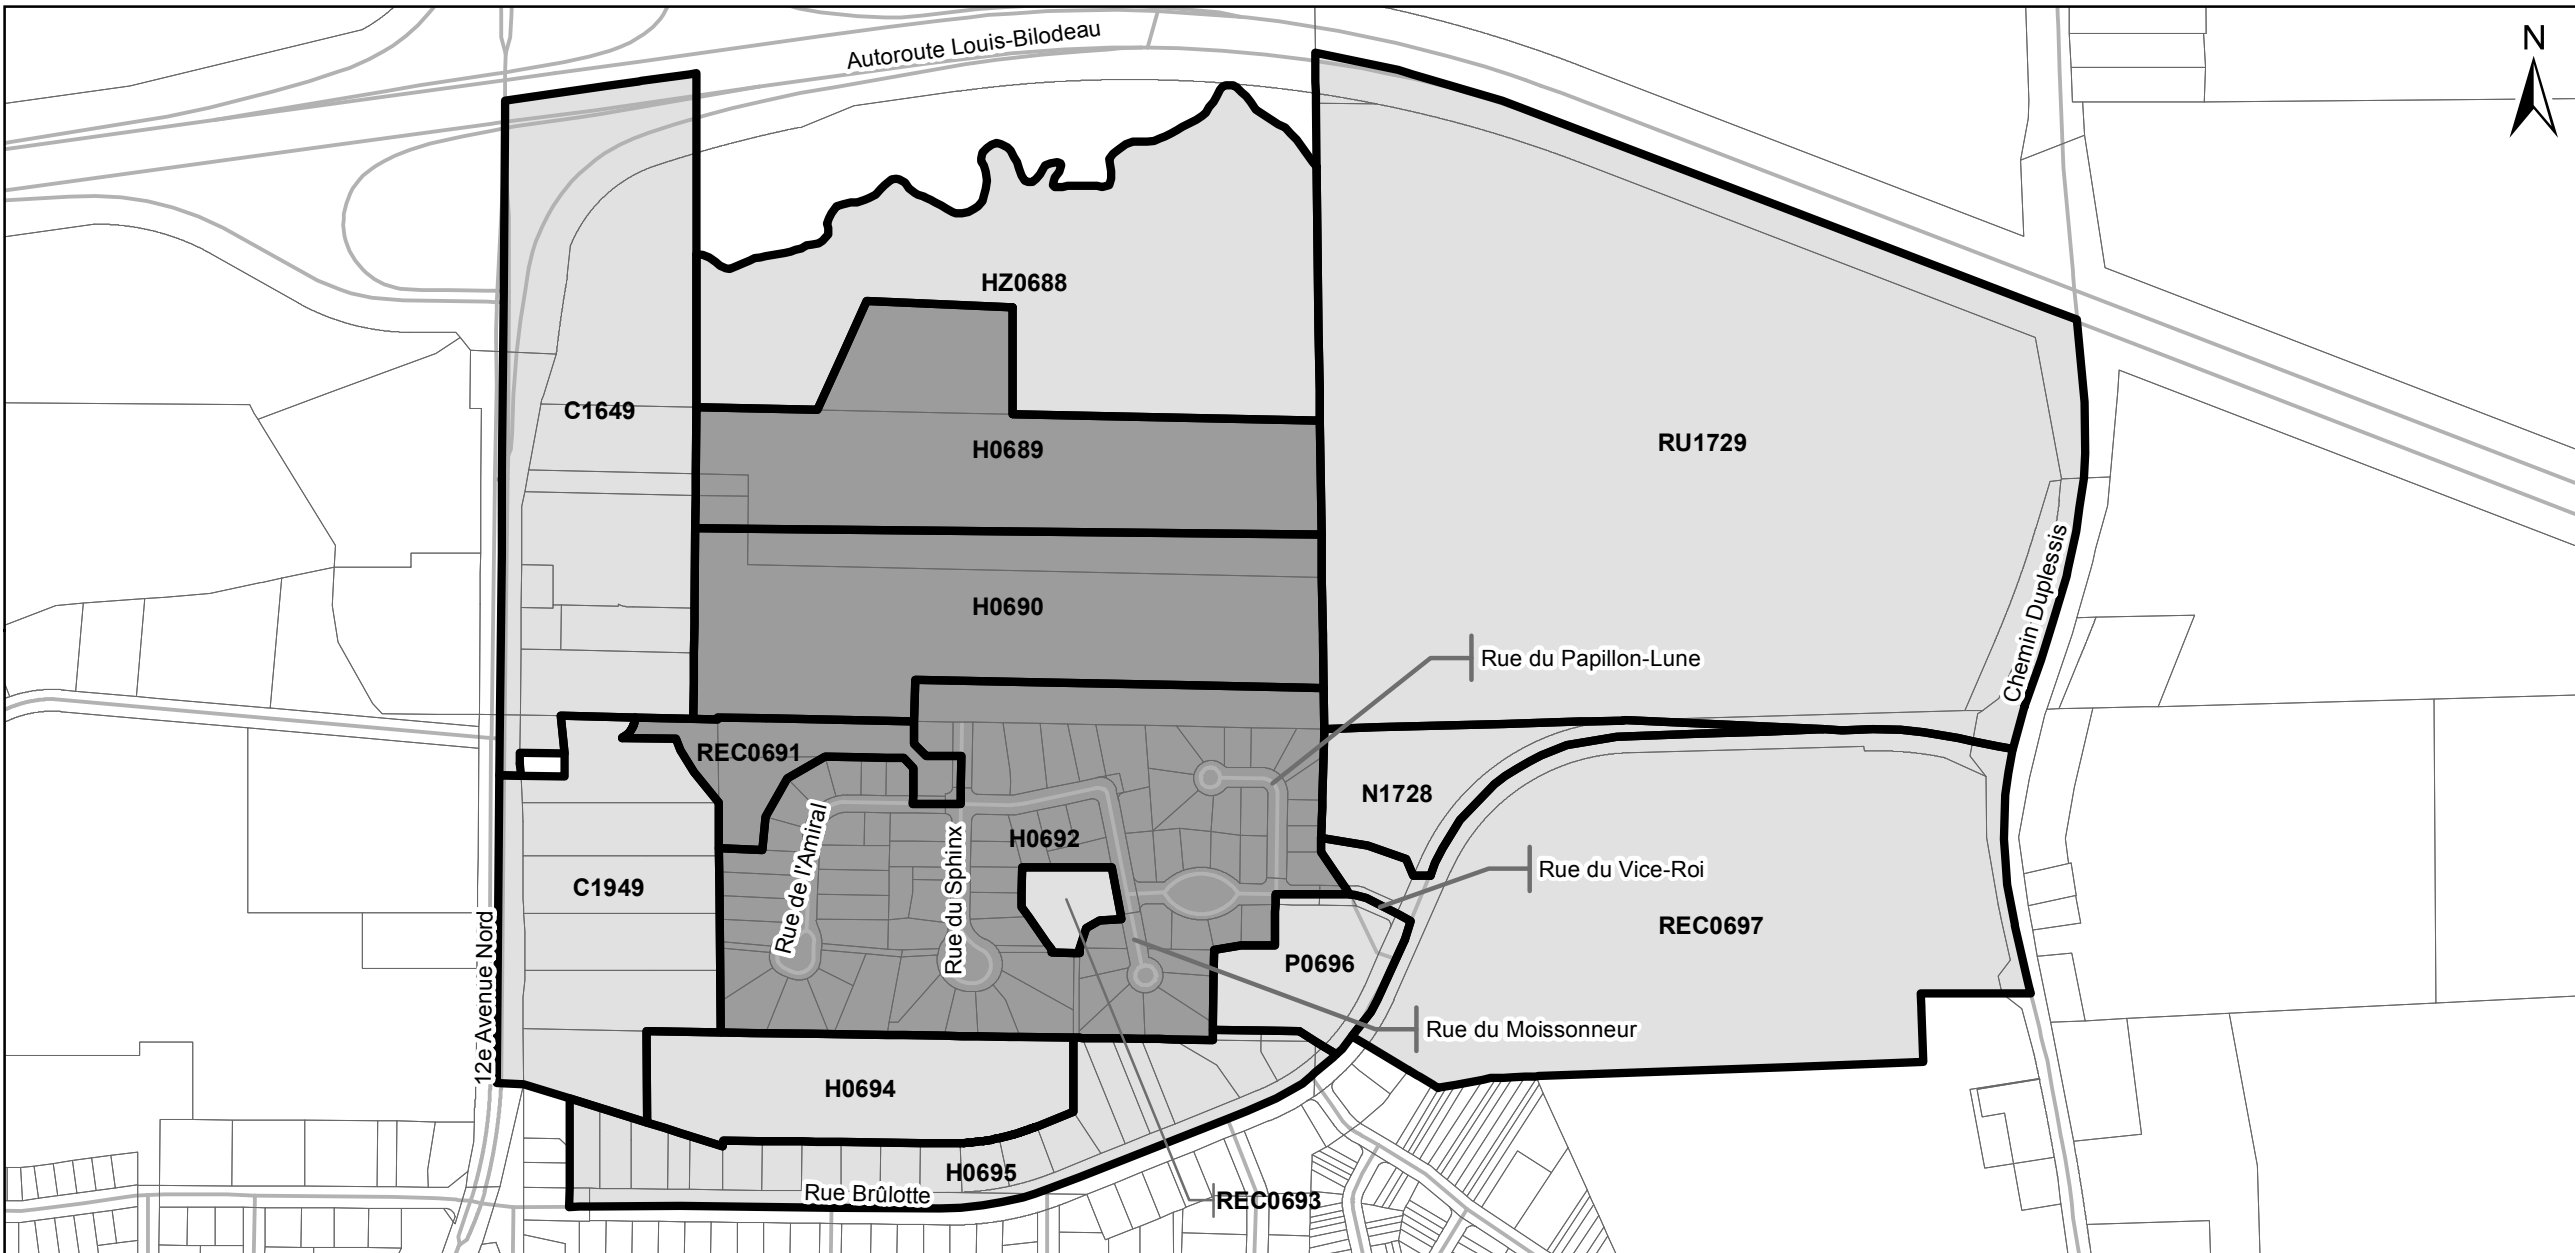 N
Autoroute Louis-Bilodeau
HZ0688
C1649
RU1729
H0689
H0690
Chemin Duplessis
Rue du Papillon-Lune
REC0691
N1728
Rue de l'Amiral
Rue du Sphinx
H0692
Rue du Vice-Roi
C1949
REC0697
12e Avenue Nord
P0696
Rue du Moissonneur
H0694
H0695
Rue Brûlotte
REC0693